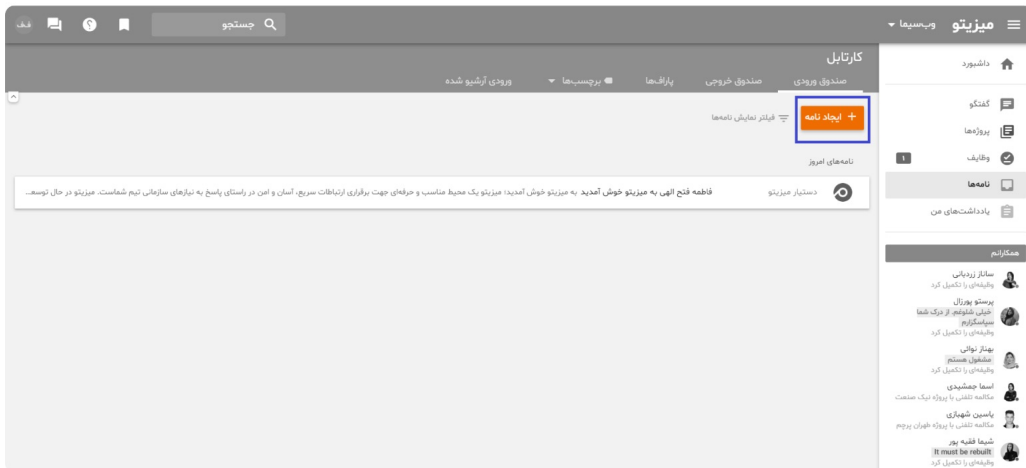 میزیتو وب‌سیما
جستجو
ف.ف
داشبورد
گفتگو
پروژه‌ها
وظایف ۱
نامه‌ها
یادداشت‌های من
همکارانم
ساناز زردبانی
وظیفه‌ای را تکمیل کرد
پرستو پورزال
خیلی شلوغم. از درک شما
سپاسگزارم
وظیفه‌ای را تکمیل کرد
بهناز نوائی
مشغول هستم
وظیفه‌ای را تکمیل کرد
اسما جمشیدی
مکالمه تلفنی با پروژه نیک صنعت
یاسین شهبازی
مکالمه تلفنی با پروژه طهران پرچم
شیما فقیه پور
It must be rebuilt
وظیفه‌ای را تکمیل کرد
کارتابل
صندوق ورودی صندوق خروجی پاراف‌ها برچسب‌ها ورودی آرشیو شده
+ ایجاد نامه فیلتر نمایش نامه‌ها
نامه‌های امروز
دستیار میزیتو فاطمه فتح الهی به میزیتو خوش آمدید به میزیتو خوش آمدید؛ میزیتو یک محیط مناسب و حرفه‌ای جهت برقراری ارتباطات سریع، آسان و امن در راستای پاسخ به نیازهای سازمانی تیم شماست. میزیتو در حال توسعـ...